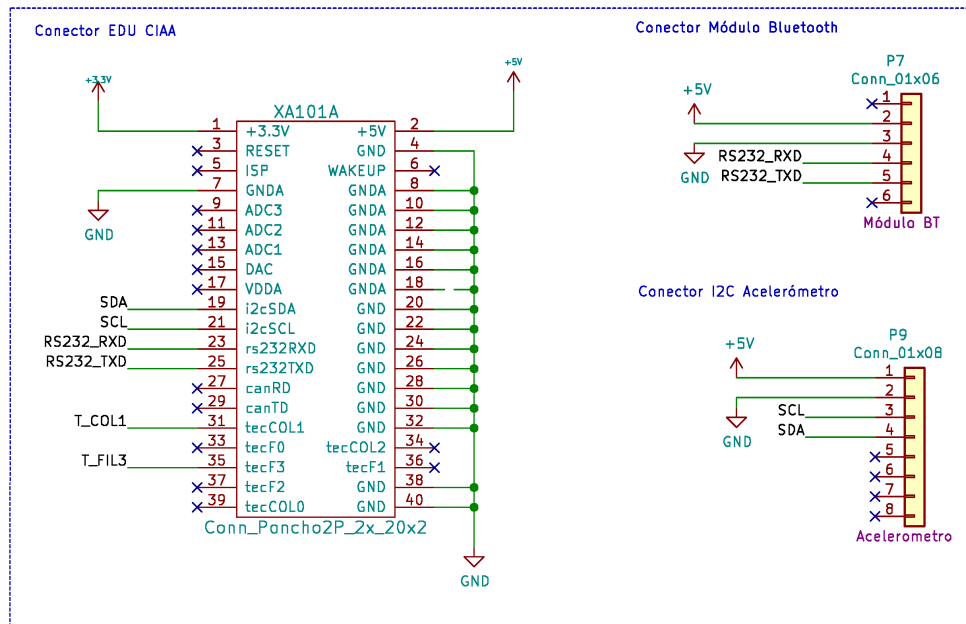 Conector EDU CIAA
+3.3V
+5V
XA101A
1 +3.3V +5V 2
3 RESET GND 4
5 ISP WAKEUP 6
7 GNDA GNDA 8
9 ADC3 GNDA 10
11 ADC2 GNDA 12
13 ADC1 GNDA 14
15 DAC GNDA 16
17 VDDA GNDA 18
SDA 19 i2cSDA GND 20
SCL 21 i2cSCL GND 22
RS232_RXD 23 rs232RXD GND 24
RS232_TXD 25 rs232TXD GND 26
27 canRD GND 28
29 canTD GND 30
T_COL1 31 tecCOL1 GND 32
33 tecF0 tecCOL2 34
T_FIL3 35 tecF3 tecF1 36
37 tecF2 GND 38
39 tecCOL0 GND 40
Conn_Poncho2P_2x_20x2
GND
GND
Conector Módulo Bluetooth
P7
Conn_01x06
+5V
1
2
3
RS232_RXD 4
GND
RS232_TXD 5
6
Módulo BT
Conector I2C Acelerómetro
P9
Conn_01x08
+5V
1
2
SCL 3
SDA 4
GND
5
6
7
8
Acelerometro